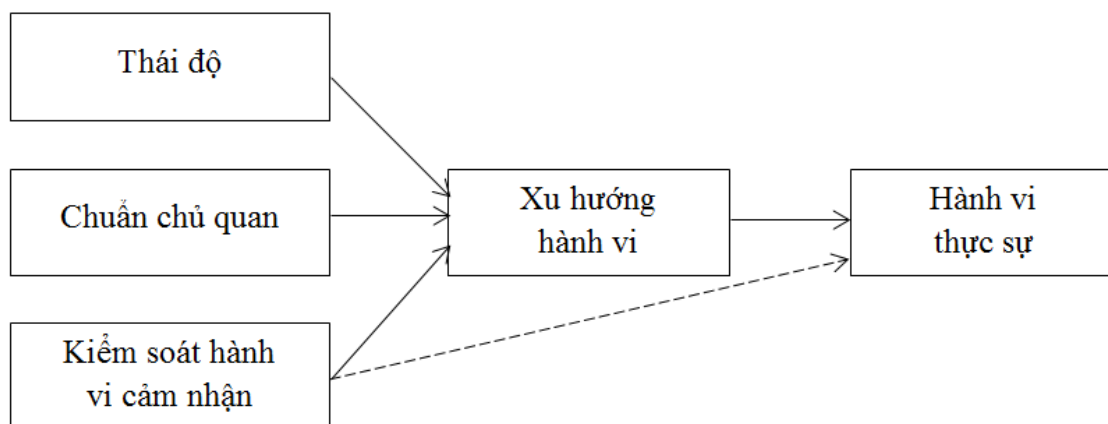 Thái độ
Chuẩn chủ quan
Kiểm soát hành
vi cảm nhận
Xu hướng
hành vi
Hành vi
thực sự